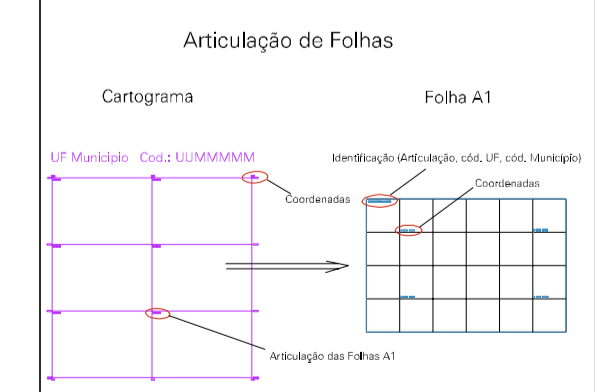 Articulação de Folhas
Cartograma
Folha A1
UF Municipio Cod.: UUMMMMM
Identificação (Articulação, cód. UF, cód. Município)
Coordenadas
Coordenadas
Articulação das Folhas A1